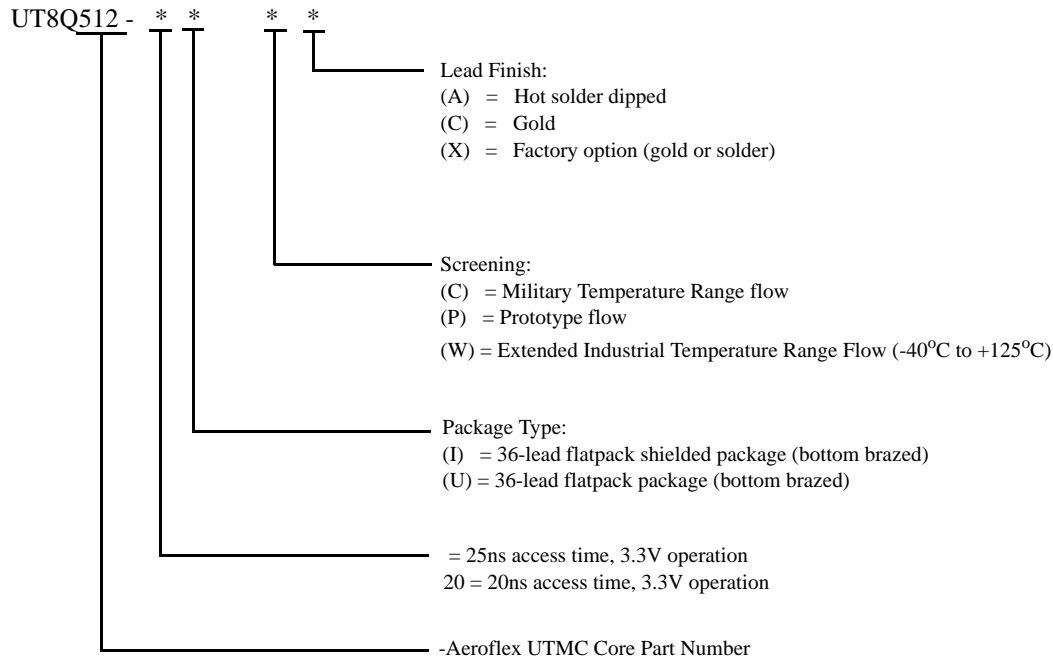 UT8Q512 - * * * *
Lead Finish:
(A) = Hot solder dipped
(C) = Gold
(X) = Factory option (gold or solder)
Screening:
(C) = Military Temperature Range flow
(P) = Prototype flow
(W) = Extended Industrial Temperature Range Flow (-40°C to +125°C)
Package Type:
(I) = 36-lead flatpack shielded package (bottom brazed)
(U) = 36-lead flatpack package (bottom brazed)
= 25ns access time, 3.3V operation
20 = 20ns access time, 3.3V operation
-Aeroflex UTMC Core Part Number